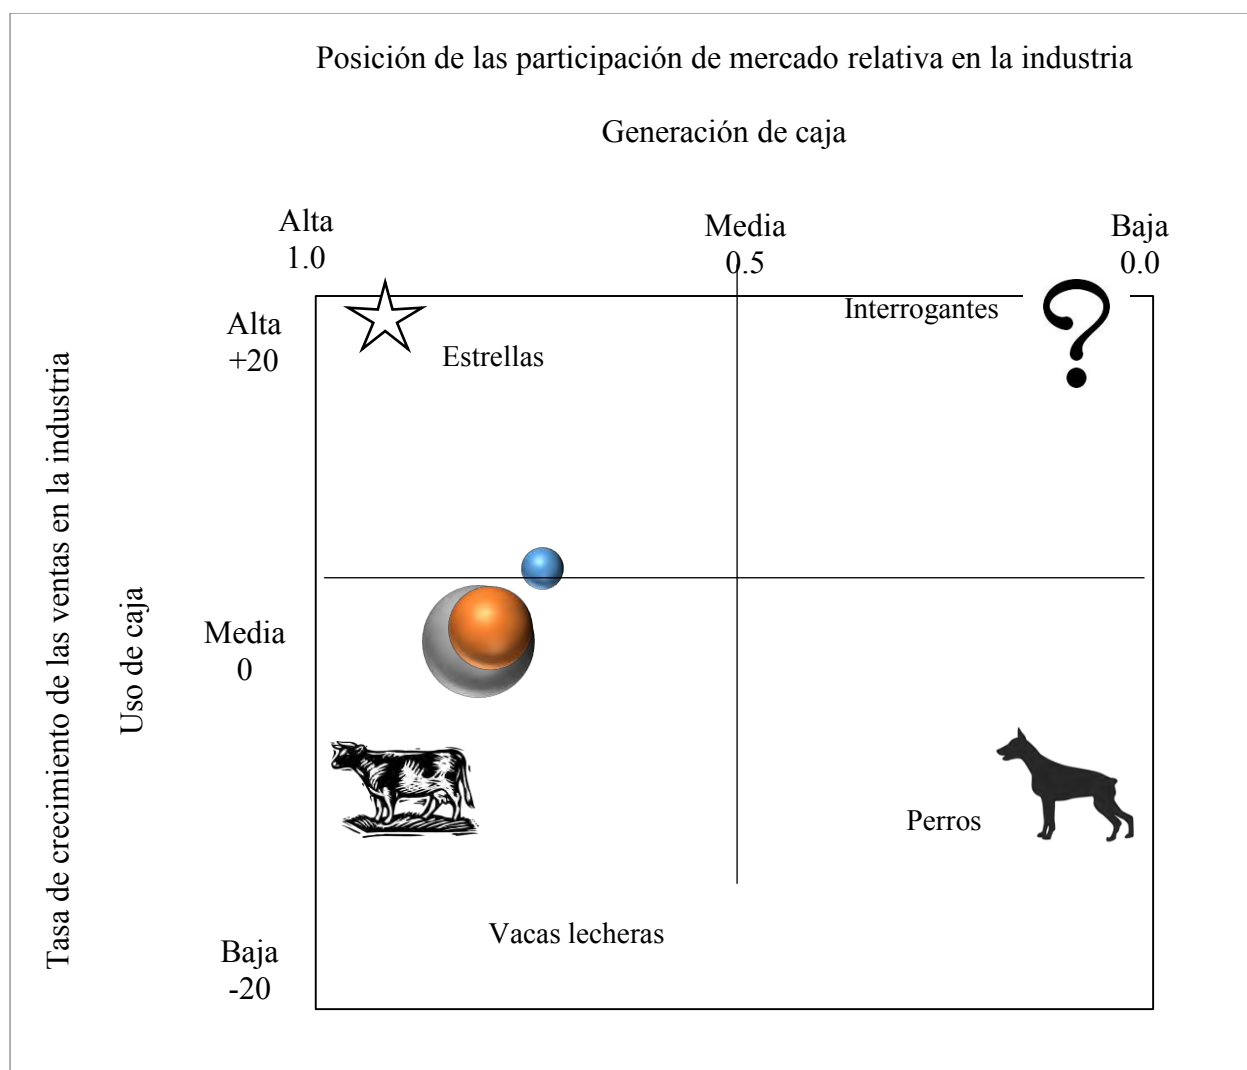 Posición de las participación de mercado relativa en la industria
Generación de caja
Alta
1.0
Media
0.5
Baja
0.0
Alta
+20
Estrellas
Interrogantes
?
Tasa de crecimiento de las ventas en la industria
Uso de caja
Media
0
Perros
Vacas lecheras
Baja
-20